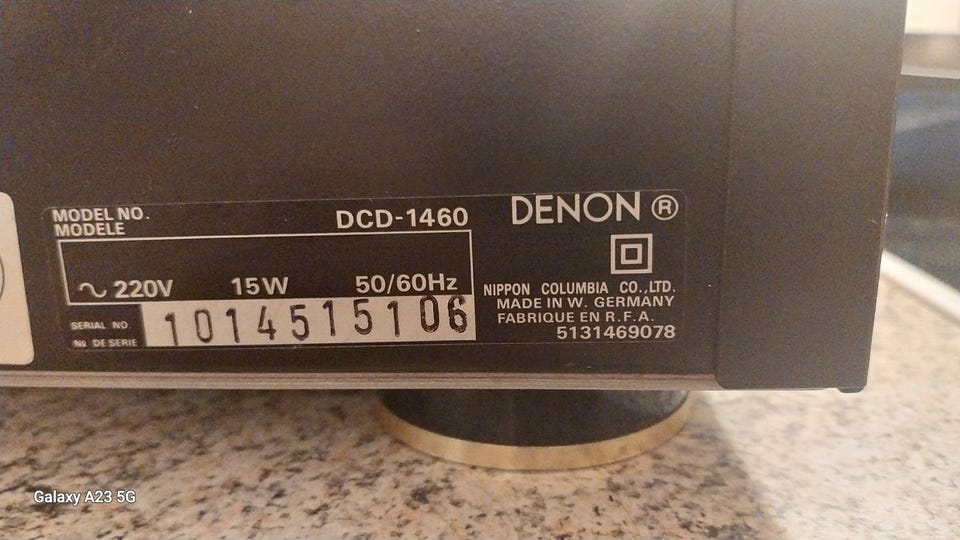 MODEL NO.
MODELE
DCD-1460
~ 220V 15W 50/60Hz
SERIAL NO.
No DE SERIE
1014515106
DENON ®
NIPPON COLUMBIA CO.,LTD.
MADE IN W. GERMANY
FABRIQUE EN R.F.A.
5131469078
Galaxy A23 5G